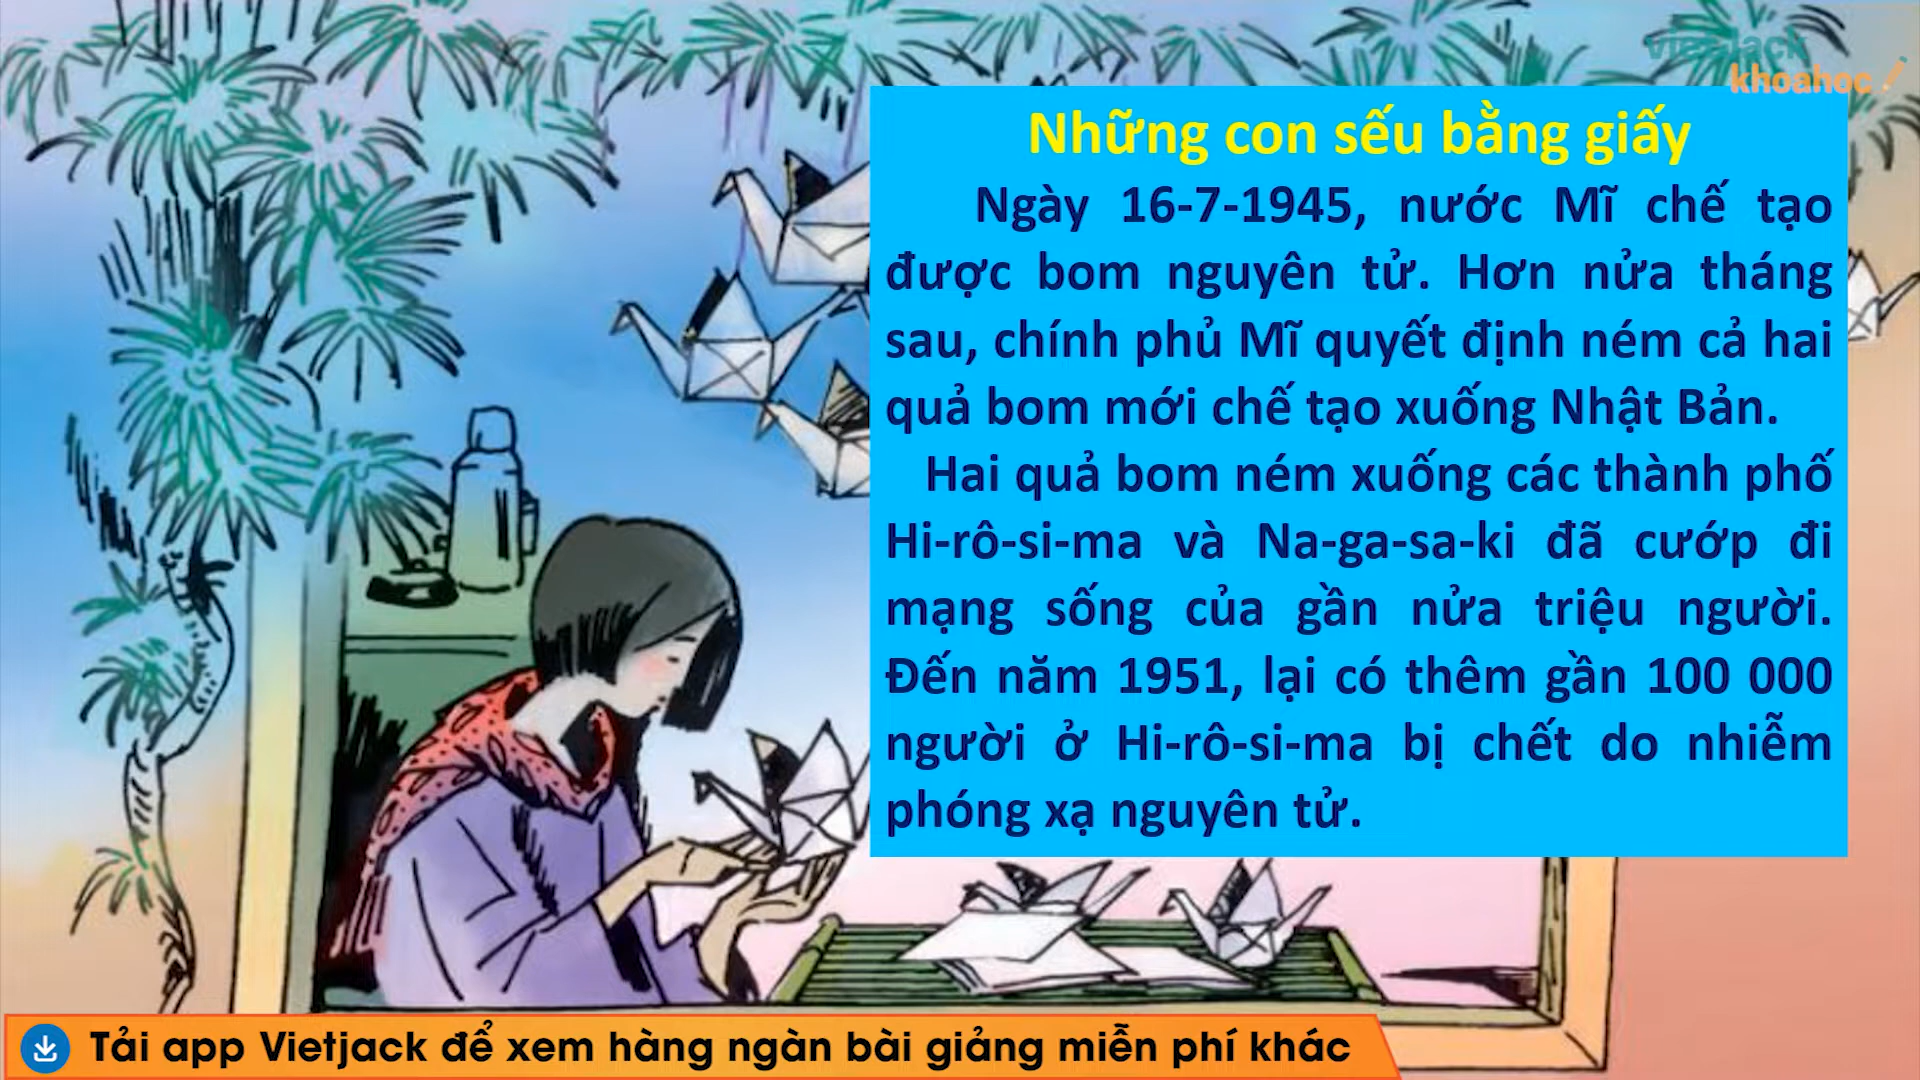 vietJack
khoahoc
Những con sếu bằng giấy
Ngày 16-7-1945, nước Mĩ chế tạo
được bom nguyên tử. Hơn nửa tháng
sau, chính phủ Mĩ quyết định ném cả hai
quả bom mới chế tạo xuống Nhật Bản.
Hai quả bom ném xuống các thành phố
Hi-rô-si-ma và Na-ga-sa-ki đã cướp đi
mạng sống của gần nửa triệu người.
Đến năm 1951, lại có thêm gần 100 000
người ở Hi-rô-si-ma bị chết do nhiễm
phóng xạ nguyên tử.
Tải app Vietjack để xem hàng ngàn bài giảng miễn phí khác